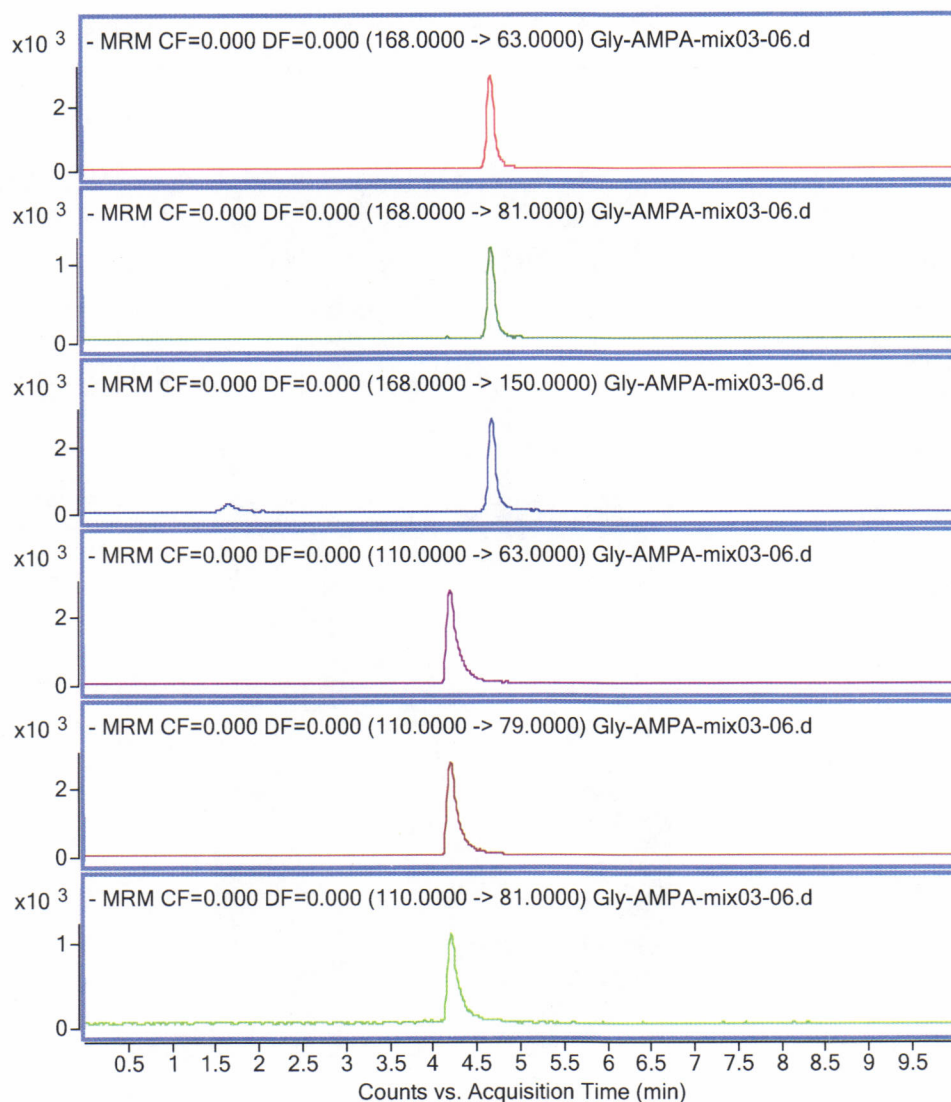 x10 3 - MRM CF=0.000 DF=0.000 (168.0000 -> 63.0000) Gly-AMPA-mix03-06.d
2
0
x10 3 - MRM CF=0.000 DF=0.000 (168.0000 -> 81.0000) Gly-AMPA-mix03-06.d
1
0
x10 3 - MRM CF=0.000 DF=0.000 (168.0000 -> 150.0000) Gly-AMPA-mix03-06.d
2
0
x10 3 - MRM CF=0.000 DF=0.000 (110.0000 -> 63.0000) Gly-AMPA-mix03-06.d
2
0
x10 3 - MRM CF=0.000 DF=0.000 (110.0000 -> 79.0000) Gly-AMPA-mix03-06.d
2
0
x10 3 - MRM CF=0.000 DF=0.000 (110.0000 -> 81.0000) Gly-AMPA-mix03-06.d
1
0
0.5 1 1.5 2 2.5 3 3.5 4 4.5 5 5.5 6 6.5 7 7.5 8 8.5 9 9.5
Counts vs. Acquisition Time (min)